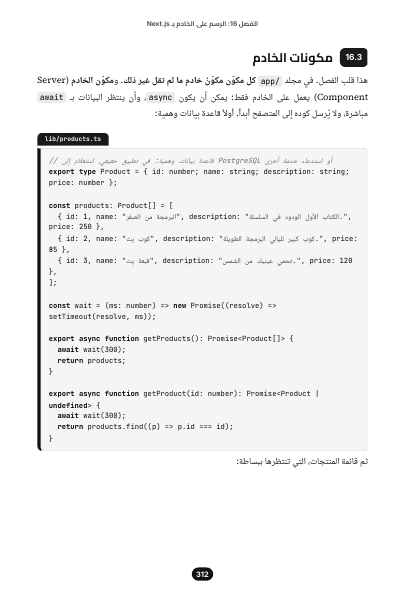 الفصل 16: الرسم على الخادم بـ Next.js
16.3 مكونات الخادم
هذا قلب الفصل. في مجلد app/ كل مكوّن مكوّنُ خادم ما لم تقل غير ذلك. ومكوّن الخادم (Server
Component) يعمل على الخادم فقط: يمكن أن يكون async، وأن ينتظر البيانات بـ await
مباشرة، ولا يُرسل كوده إلى المتصفح أبداً. أولاً قاعدة بيانات وهمية:
lib/products.ts
// قاعدة بيانات وهمية: في تطبيق حقيقي، استعلام إلى PostgreSQL أو استدعاء خدمة أخرى
export type Product = { id: number; name: string; description: string;
price: number };
const products: Product[] = [
{ id: 1, name: "البرمجة من الصفر", description: "الكتاب الأول الودود في السلسلة.",
price: 250 },
{ id: 2, name: "كوب بت", description: "كوب كبير لليالي البرمجة الطويلة.", price:
85 },
{ id: 3, name: "قبعة بت", description: "تحمي عينيك من الشمس.", price: 120
},
];
const wait = (ms: number) => new Promise((resolve) =>
setTimeout(resolve, ms));
export async function getProducts(): Promise<Product[]> {
await wait(300);
return products;
}
export async function getProduct(id: number): Promise<Product |
undefined> {
await wait(300);
return products.find((p) => p.id === id);
}
ثم قائمة المنتجات، التي تنتظرها ببساطة:
312